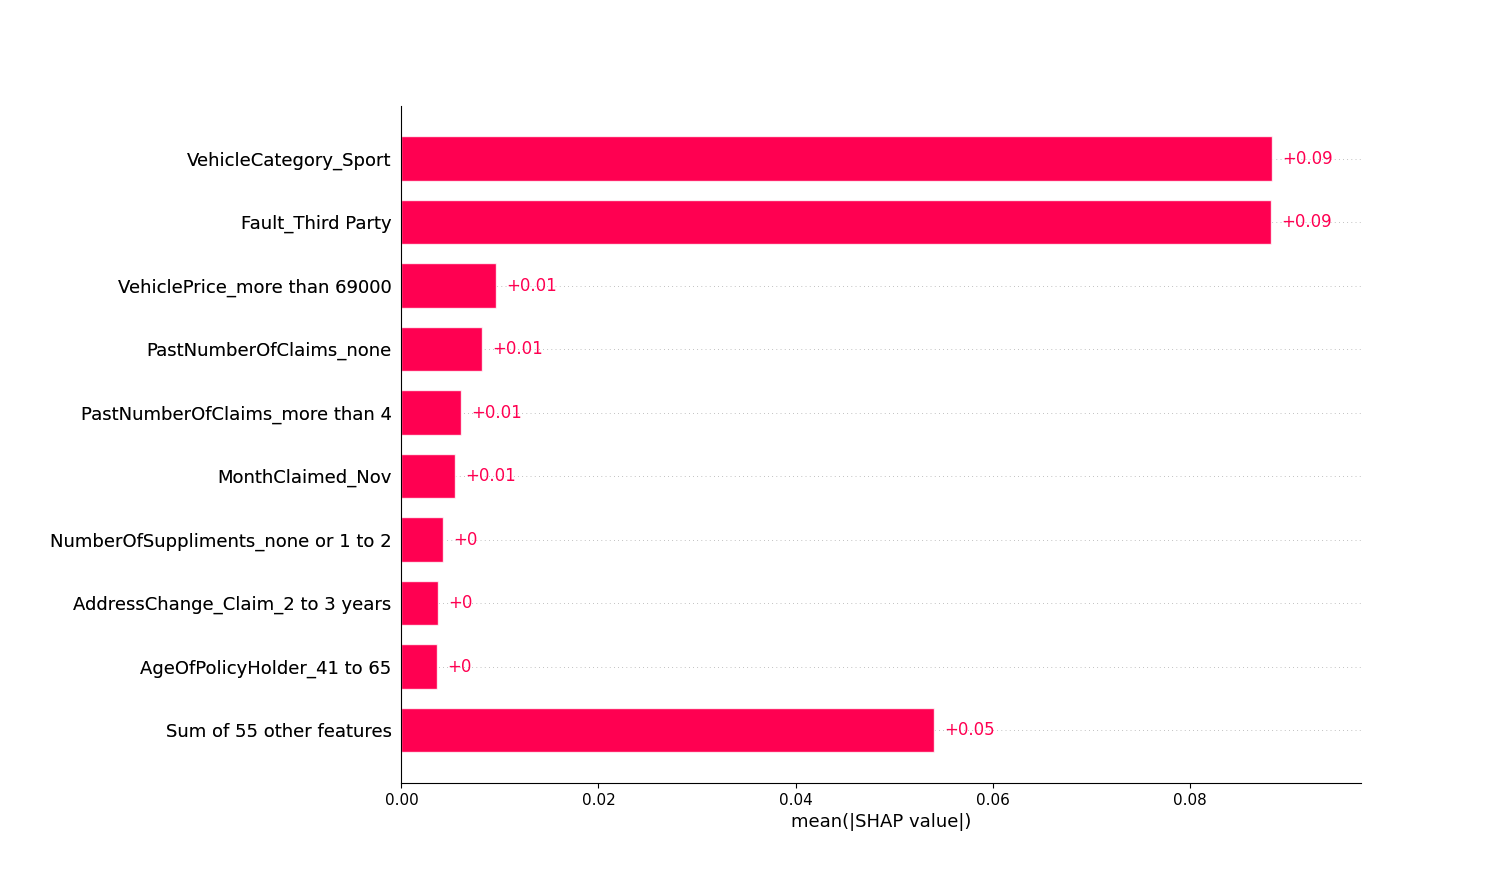 VehicleCategory_Sport +0.09
Fault_Third Party +0.09
VehiclePrice_more than 69000 +0.01
PastNumberOfClaims_none +0.01
PastNumberOfClaims_more than 4 +0.01
MonthClaimed_Nov +0.01
NumberOfSuppliments_none or 1 to 2 +0
AddressChange_Claim_2 to 3 years +0
AgeOfPolicyHolder_41 to 65 +0
Sum of 55 other features +0.05
0.00 0.02 0.04 0.06 0.08
mean(|SHAP value|)